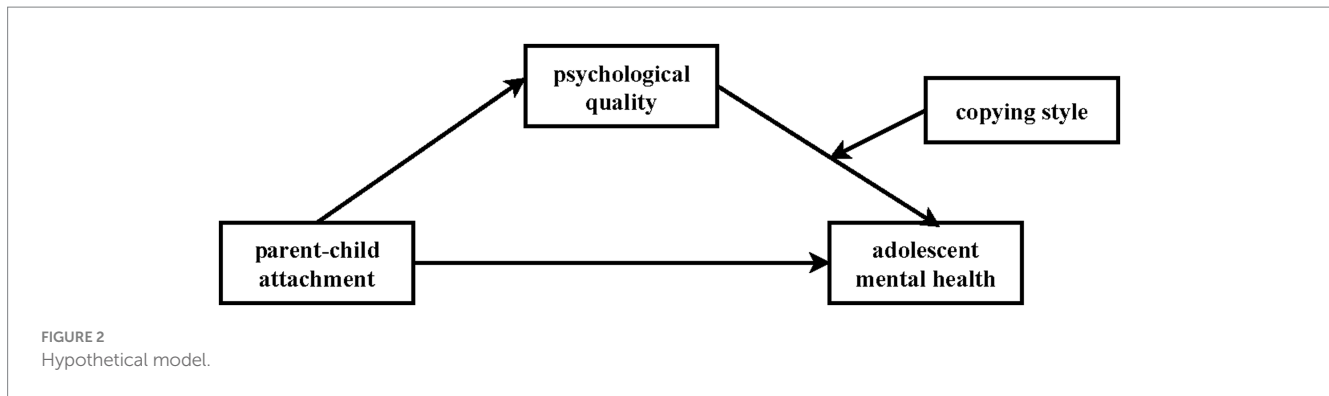 psychological
quality
copying style
parent-child
attachment
adolescent
mental health
FIGURE 2
Hypothetical model.